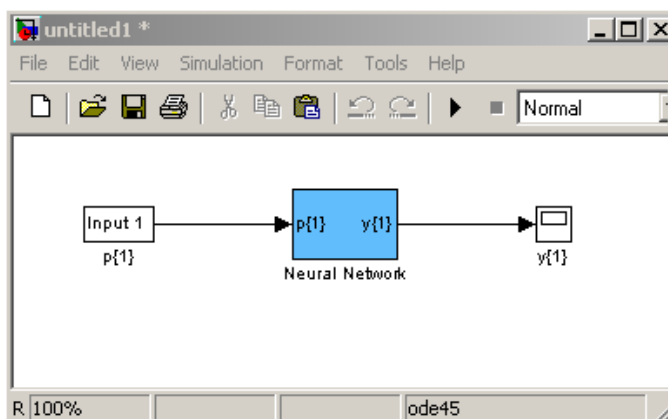 untitled1 *
File Edit View Simulation Format Tools Help
Normal
Input 1
p{1}
p{1} y{1}
Neural Network
y{1}
R 100%
ode45